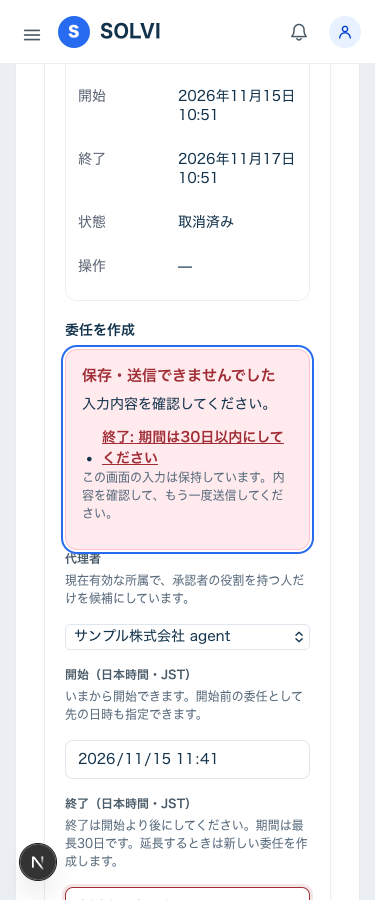 S SOLVI
開始
2026年11月15日
10:51
終了
2026年11月17日
10:51
状態
取消済み
操作
—
委任を作成
保存・送信できませんでした
入力内容を確認してください。
• 終了: 期間は30日以内にして
ください
この画面の入力は保持しています。内
容を確認して、もう一度送信してくだ
さい。
代理者
現在有効な所属で、承認者の役割を持つ人だ
けを候補にしています。
サンプル株式会社 agent
開始（日本時間・JST）
いまから開始できます。開始前の委任として
先の日時も指定できます。
2026/11/15 11:41
終了（日本時間・JST）
終了は開始より後にしてください。期間は最
長30日です。延長するときは新しい委任を作
成します。
N